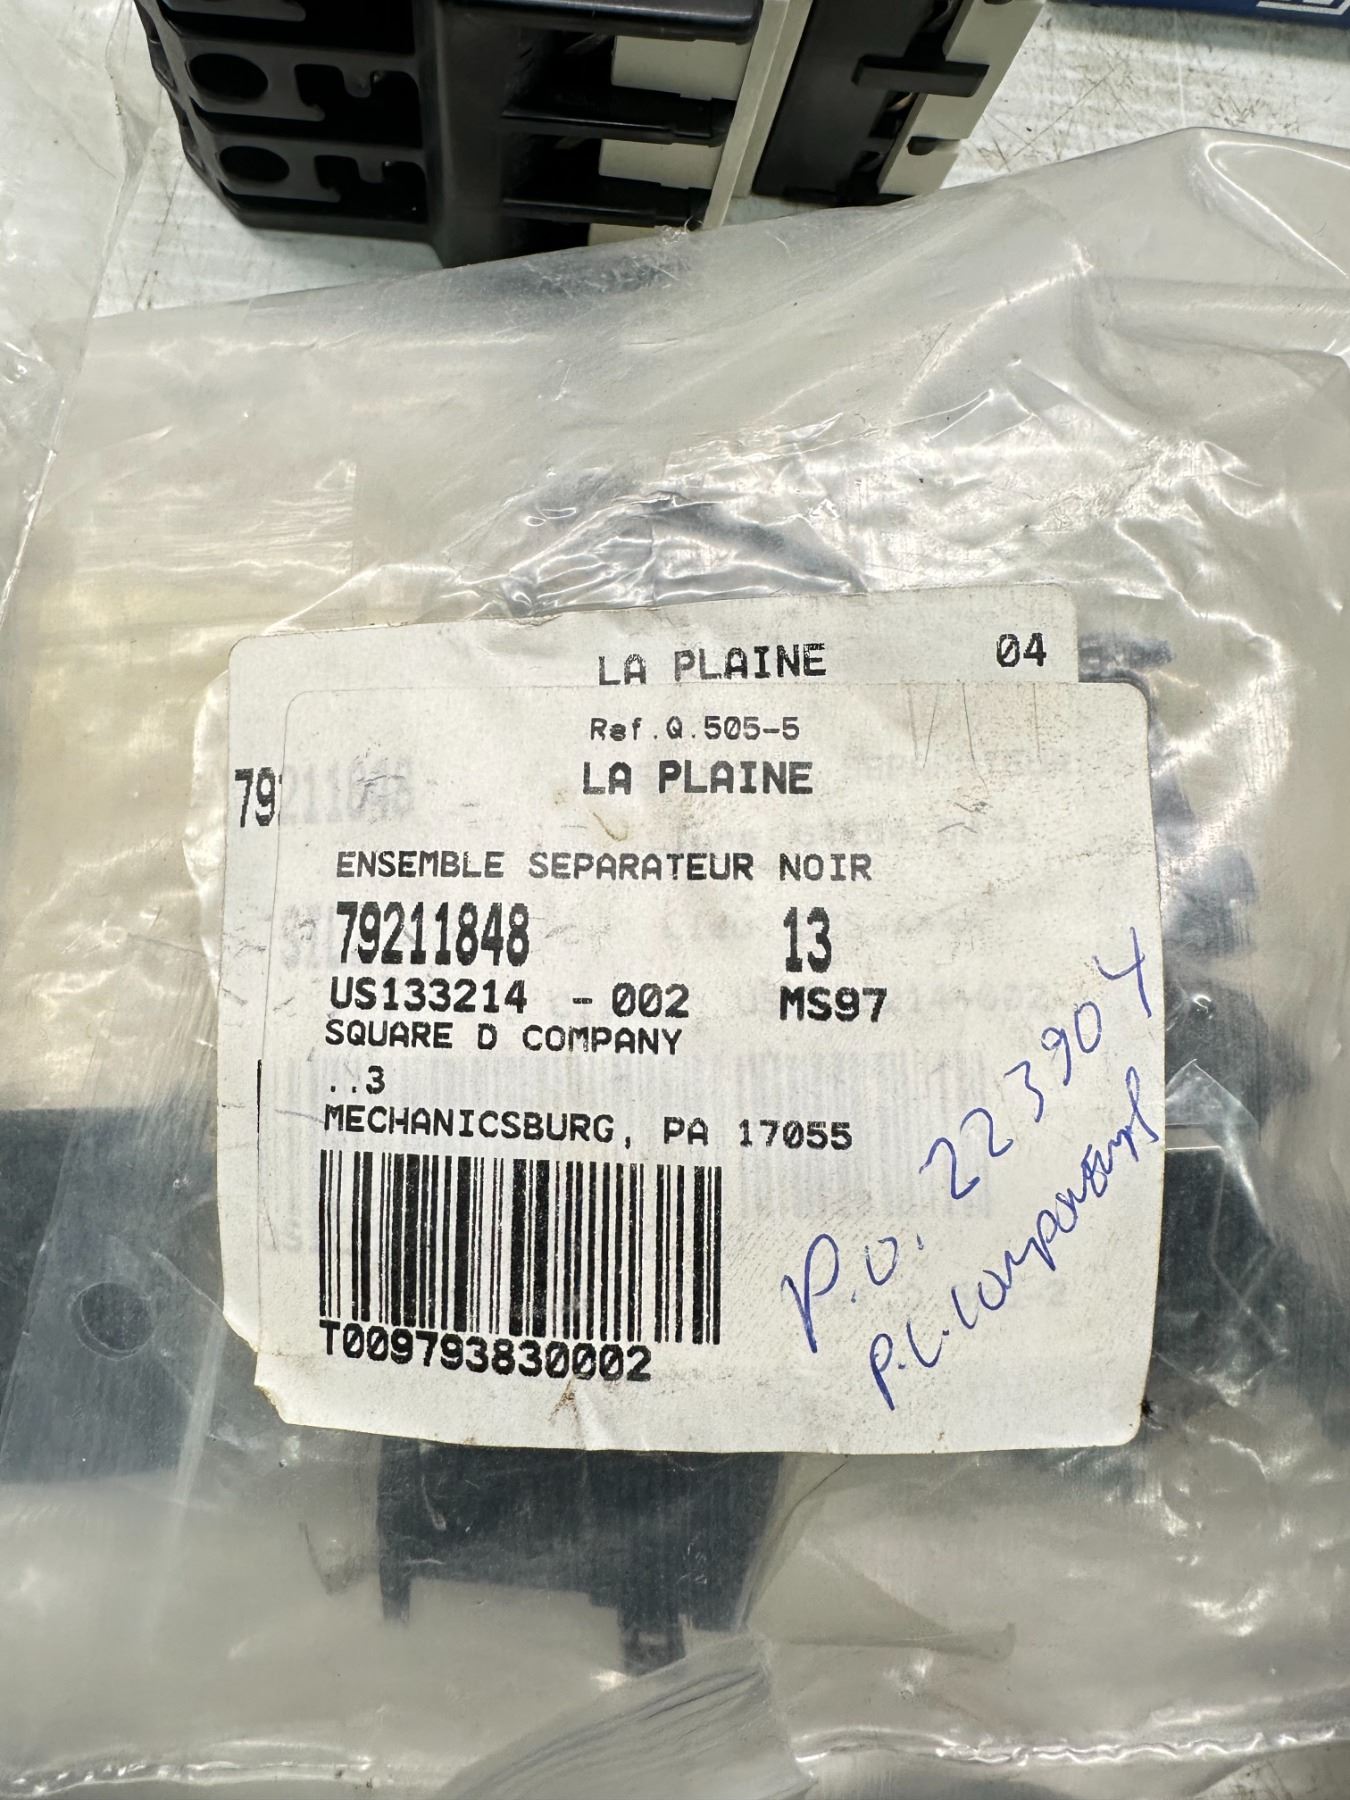 LA PLAINE 04
Ref.Q.505-5
LA PLAINE
79211848
ENSEMBLE SEPARATEUR NOIR
79211848 13
US133214 - 002 MS97
SQUARE D COMPANY
..3
MECHANICSBURG, PA 17055
T009793830002
P.O. 223904
P.C. Component